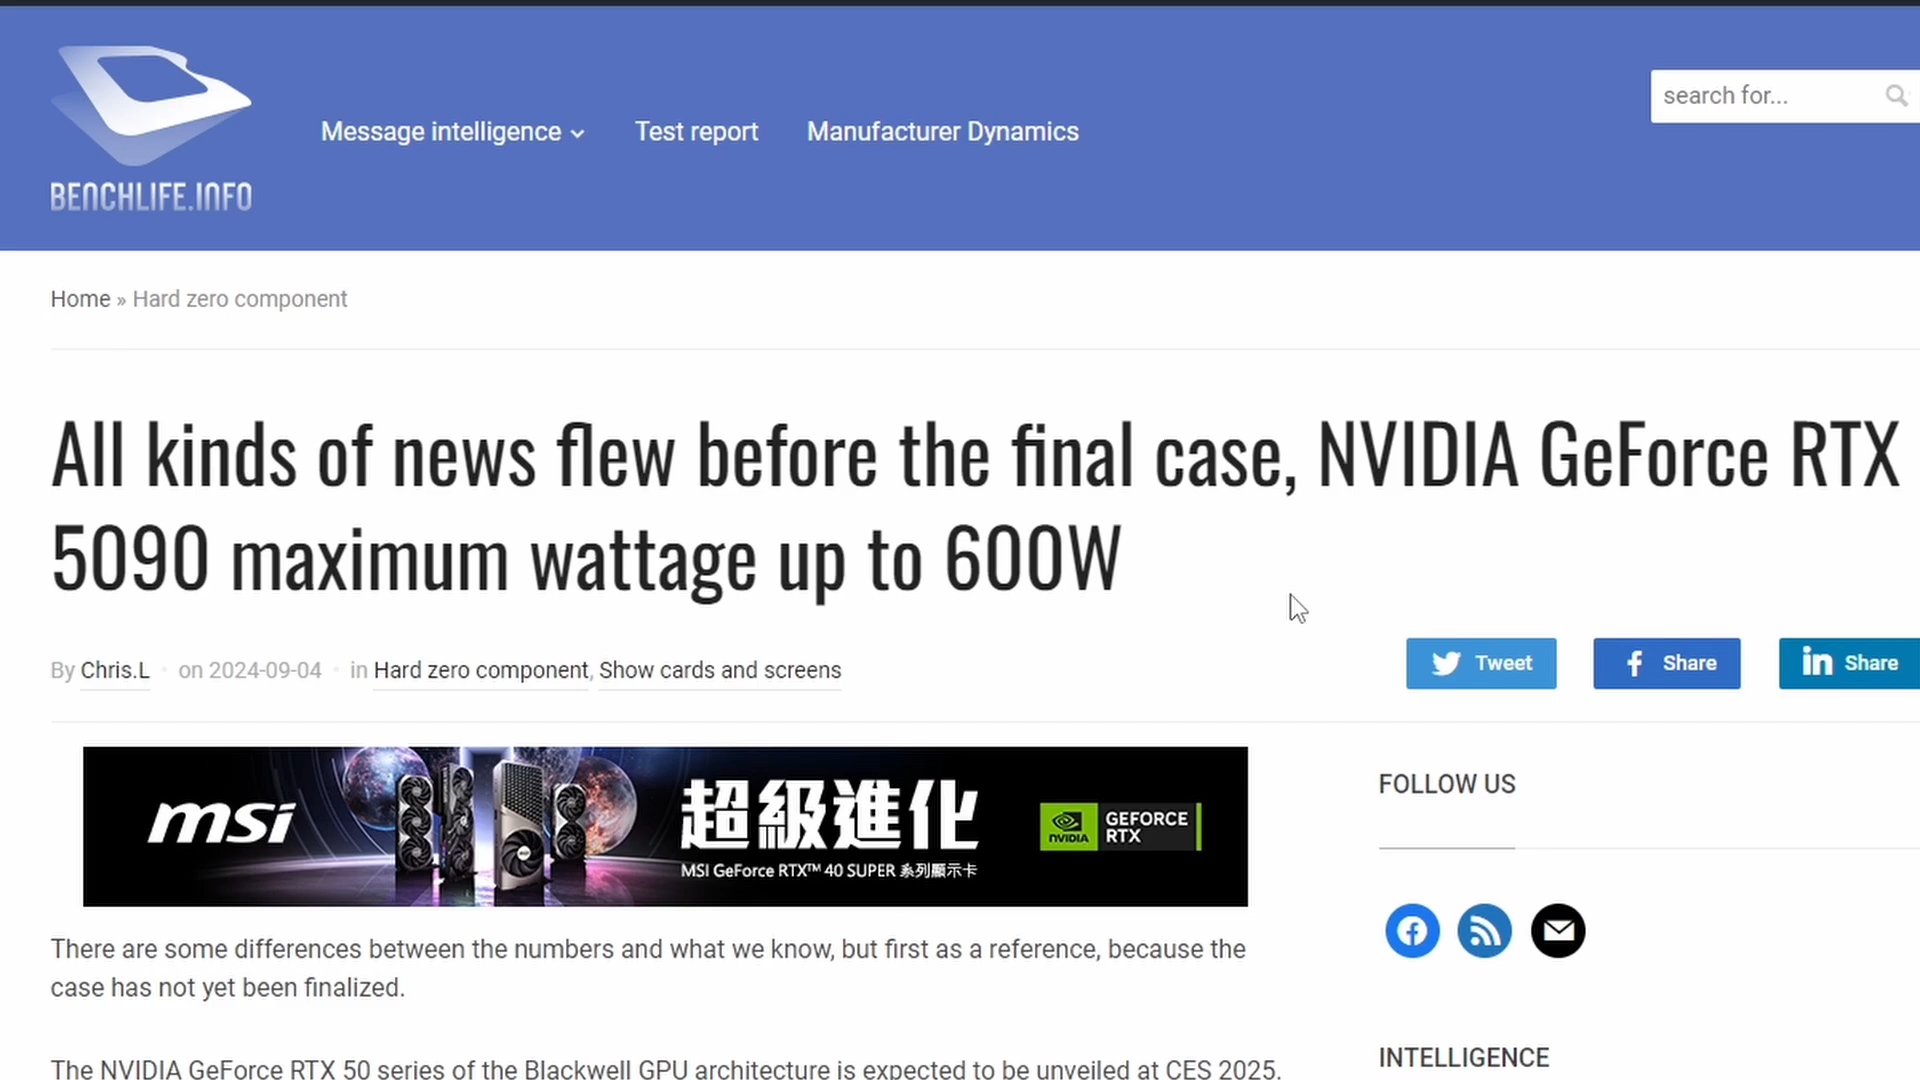 search for...
Message intelligence
Test report
Manufacturer Dynamics
BENCHLIFE.INFO
Home » Hard zero component
All kinds of news flew before the final case, NVIDIA GeForce RTX
5090 maximum wattage up to 600W
By Chris.L • on 2024-09-04 • in Hard zero component, Show cards and screens
Tweet
Share
in Share
msi
超級進化
MSI GeForce RTX™ 40 SUPER 系列顯示卡
NVIDIA
GEFORCE
RTX
FOLLOW US
There are some differences between the numbers and what we know, but first as a reference, because the
case has not yet been finalized.
INTELLIGENCE
The NVIDIA GeForce RTX 50 series of the Blackwell GPU architecture is expected to be unveiled at CES 2025.